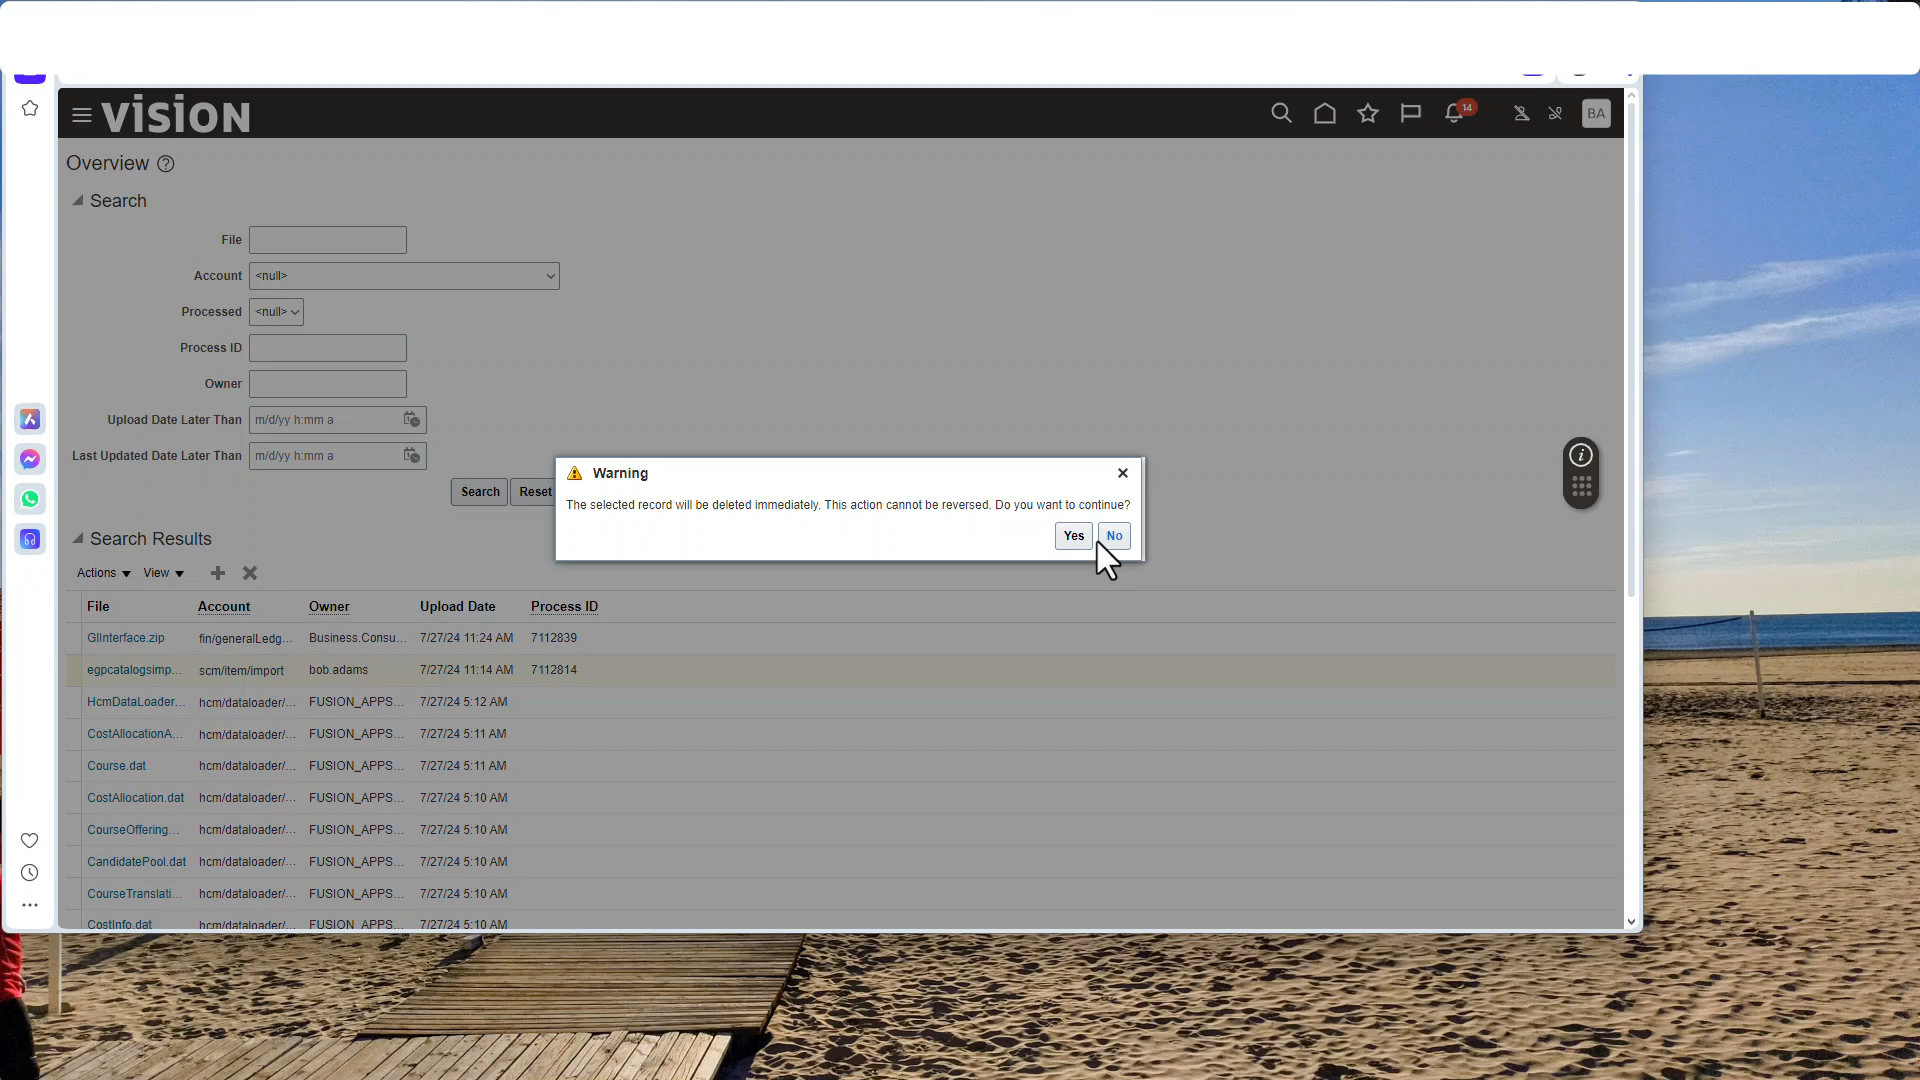 vision
14
BA
Overview
Search
File
Account <null>
Processed <null>
Process ID
Owner
Upload Date Later Than m/d/yy h:mm a
Last Updated Date Later Than m/d/yy h:mm a
Search Reset
Warning
The selected record will be deleted immediately. This action cannot be reversed. Do you want to continue?
Yes No
Search Results
Actions View
File Account Owner Upload Date Process ID
GlInterface.zip fin/generalLedg... Business.Consu... 7/27/24 11:24 AM 7112839
egpcatalogsimp... scm/item/import bob.adams 7/27/24 11:14 AM 7112814
HcmDataLoader... hcm/dataloader/... FUSION_APPS... 7/27/24 5:12 AM
CostAllocationA... hcm/dataloader/... FUSION_APPS... 7/27/24 5:11 AM
Course.dat hcm/dataloader/... FUSION_APPS... 7/27/24 5:11 AM
CostAllocation.dat hcm/dataloader/... FUSION_APPS... 7/27/24 5:10 AM
CourseOffering... hcm/dataloader/... FUSION_APPS... 7/27/24 5:10 AM
CandidatePool.dat hcm/dataloader/... FUSION_APPS... 7/27/24 5:10 AM
CourseTranslati... hcm/dataloader/... FUSION_APPS... 7/27/24 5:10 AM
CostInfo.dat hcm/dataloader/... FUSION_APPS... 7/27/24 5:10 AM